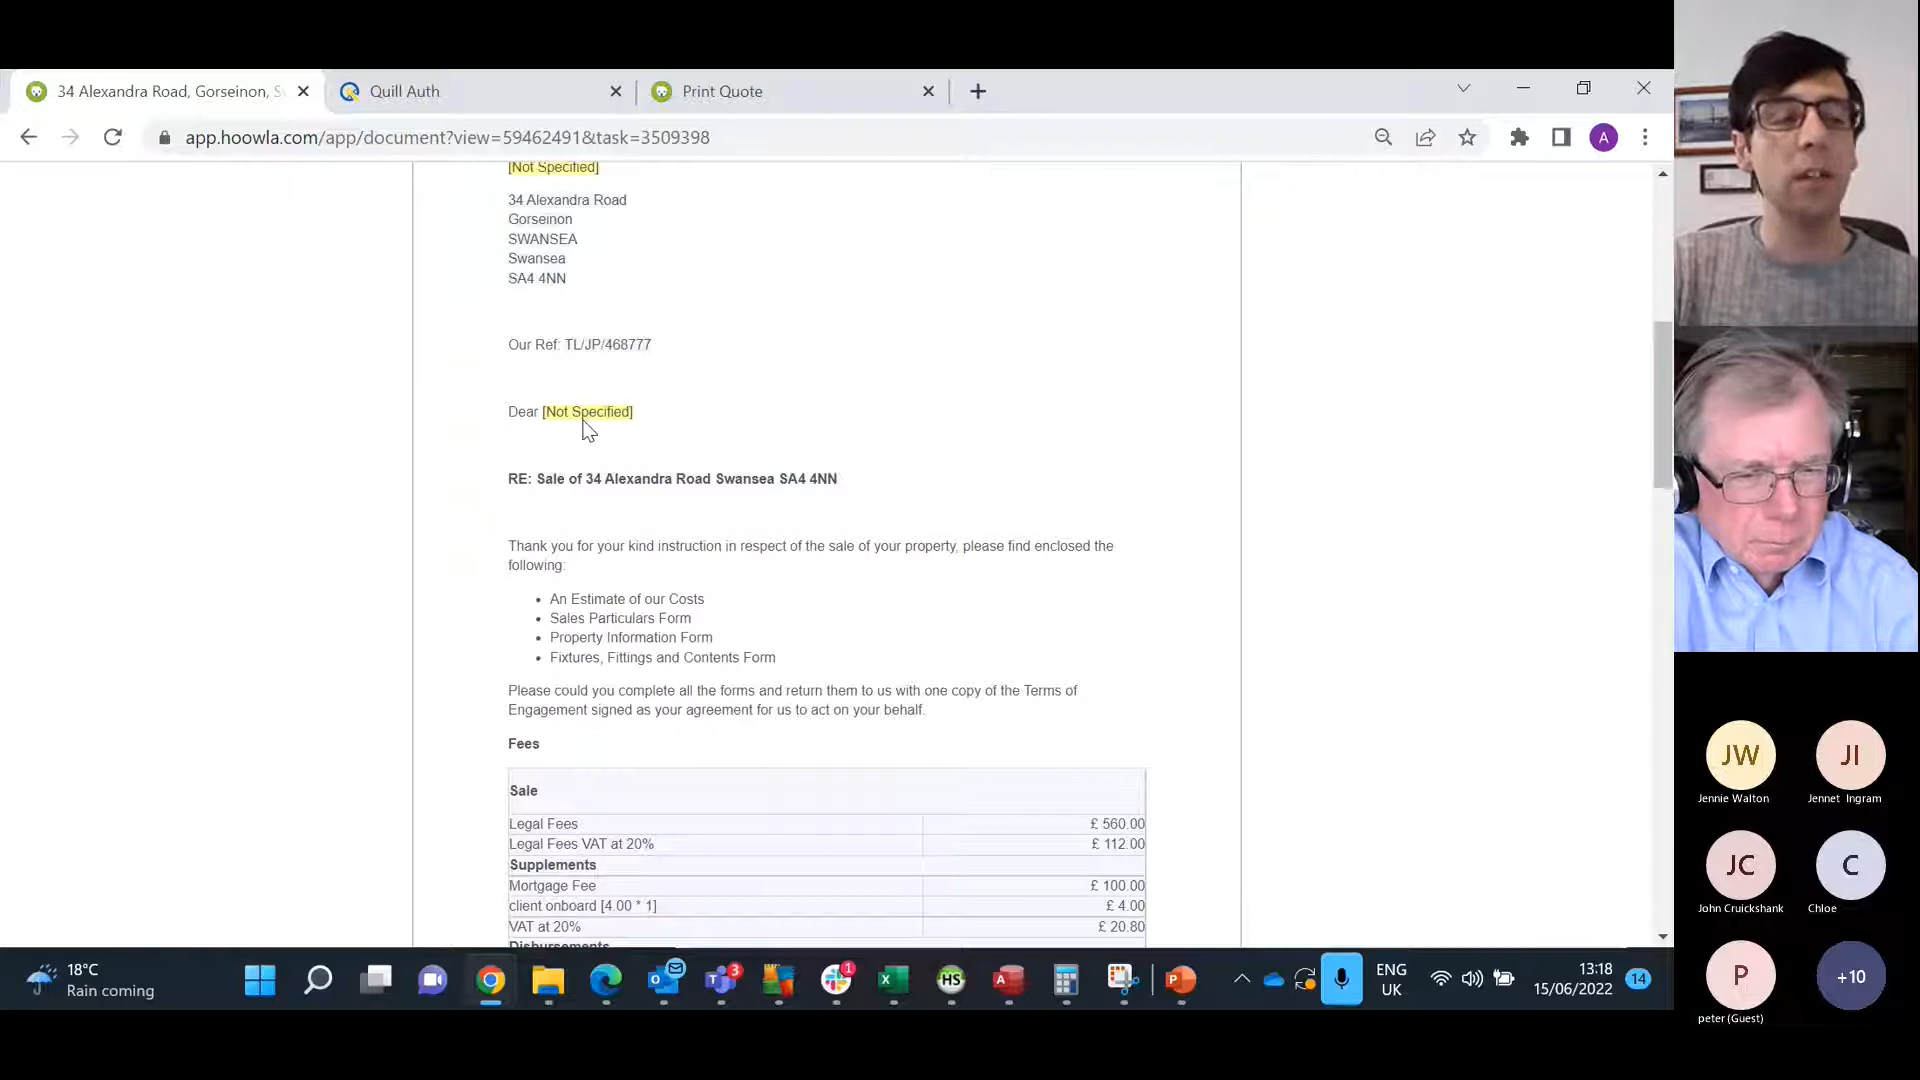 34 Alexandra Road, Gorseinon, S
Quill Auth
Print Quote
app.hoowla.com/app/document?view=59462491&task=3509398
A
[Not Specified]
34 Alexandra Road
Gorseinon
SWANSEA
Swansea
SA4 4NN
Our Ref: TL/JP/468777
Dear [Not Specified]
RE: Sale of 34 Alexandra Road Swansea SA4 4NN
Thank you for your kind instruction in respect of the sale of your property, please find enclosed the
following:
• An Estimate of our Costs
• Sales Particulars Form
• Property Information Form
• Fixtures, Fittings and Contents Form
Please could you complete all the forms and return them to us with one copy of the Terms of
Engagement signed as your agreement for us to act on your behalf.
Fees
Sale
Legal Fees £ 560.00
Legal Fees VAT at 20% £ 112.00
Supplements
Mortgage Fee £ 100.00
client onboard [4.00 * 1] £ 4.00
VAT at 20% £ 20.80
Disbursements
JW
Jennie Walton
JI
Jennet Ingram
JC
John Cruickshank
C
Chloe
P
peter (Guest)
+10
18°C
Rain coming
3
1
HS
ENG
UK
13:18
15/06/2022
14